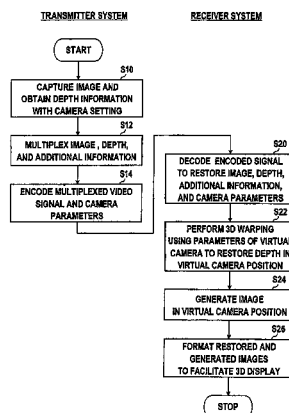 TRANSMITTER SYSTEM
START
S10
CAPTURE IMAGE AND
OBTAIN DEPTH INFORMATION
WITH CAMERA SETTING
S12
MULTIPLEX IMAGE, DEPTH,
AND ADDITIONAL INFORMATION
S14
ENCODE MULTIPLEXED VIDEO
SIGNAL AND CAMERA
PARAMETERS
RECEIVER SYSTEM
S20
DECODE ENCODED SIGNAL
TO RESTORE IMAGE, DEPTH,
ADDITIONAL INFORMATION,
AND CAMERA PARAMETERS
S22
PERFORM 3D WARPING
USING PARAMETERS OF VIRTUAL
CAMERA TO RESTORE DEPTH IN
VIRTUAL CAMERA POSITION
S24
GENERATE IMAGE
IN VIRTUAL CAMERA POSITION
S26
FORMAT RESTORED AND
GENERATED IMAGES
TO FACILITATE 3D DISPLAY
STOP